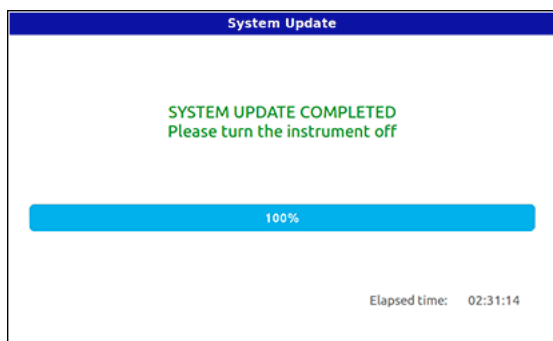 System Update
SYSTEM UPDATE COMPLETED
Please turn the instrument off
100%
Elapsed time: 02:31:14